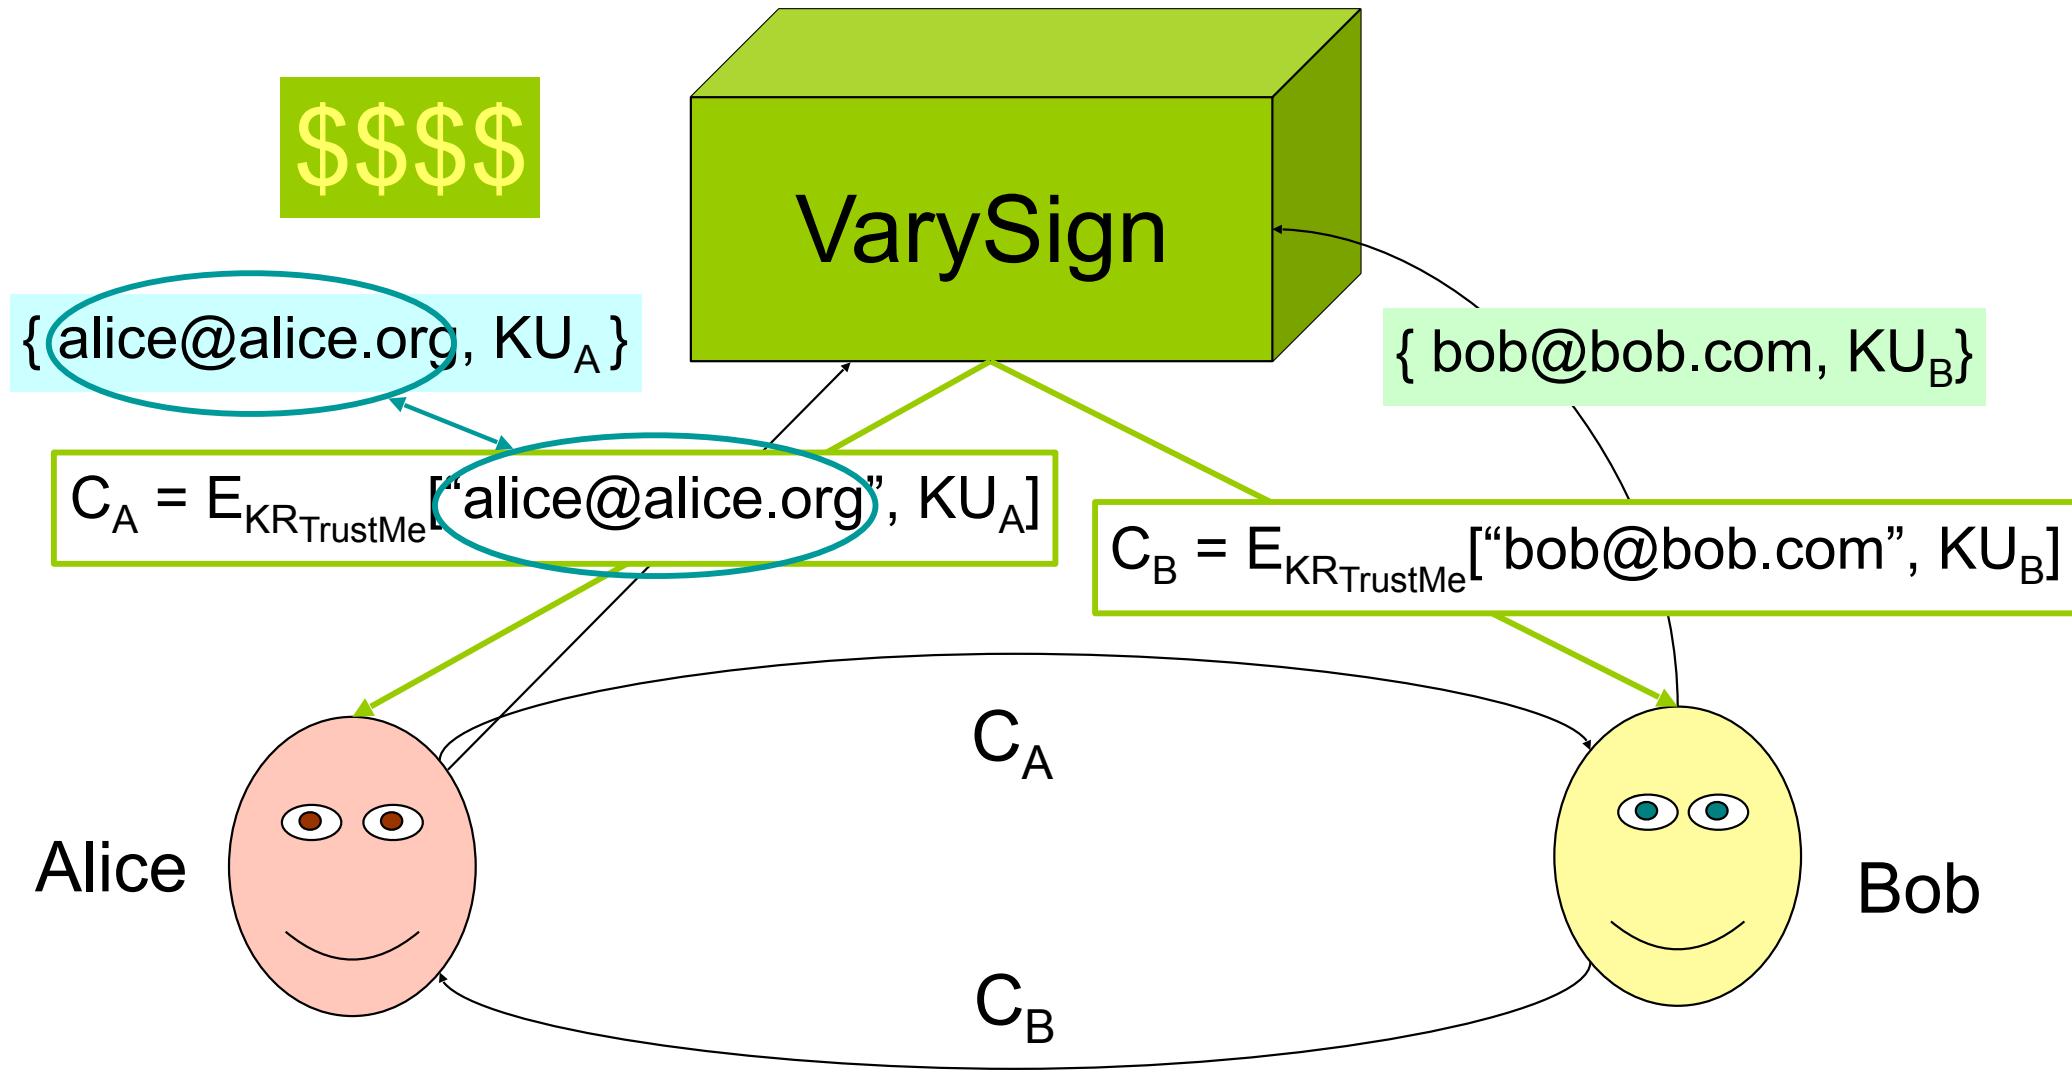 $$$$
VarySign
{ alice@alice.org, KU_A }
{ bob@bob.com, KU_B}
C_A = E_KR_TrustMe[“alice@alice.org”, KU_A]
C_B = E_KR_TrustMe[“bob@bob.com”, KU_B]
C_A
Alice
Bob
C_B